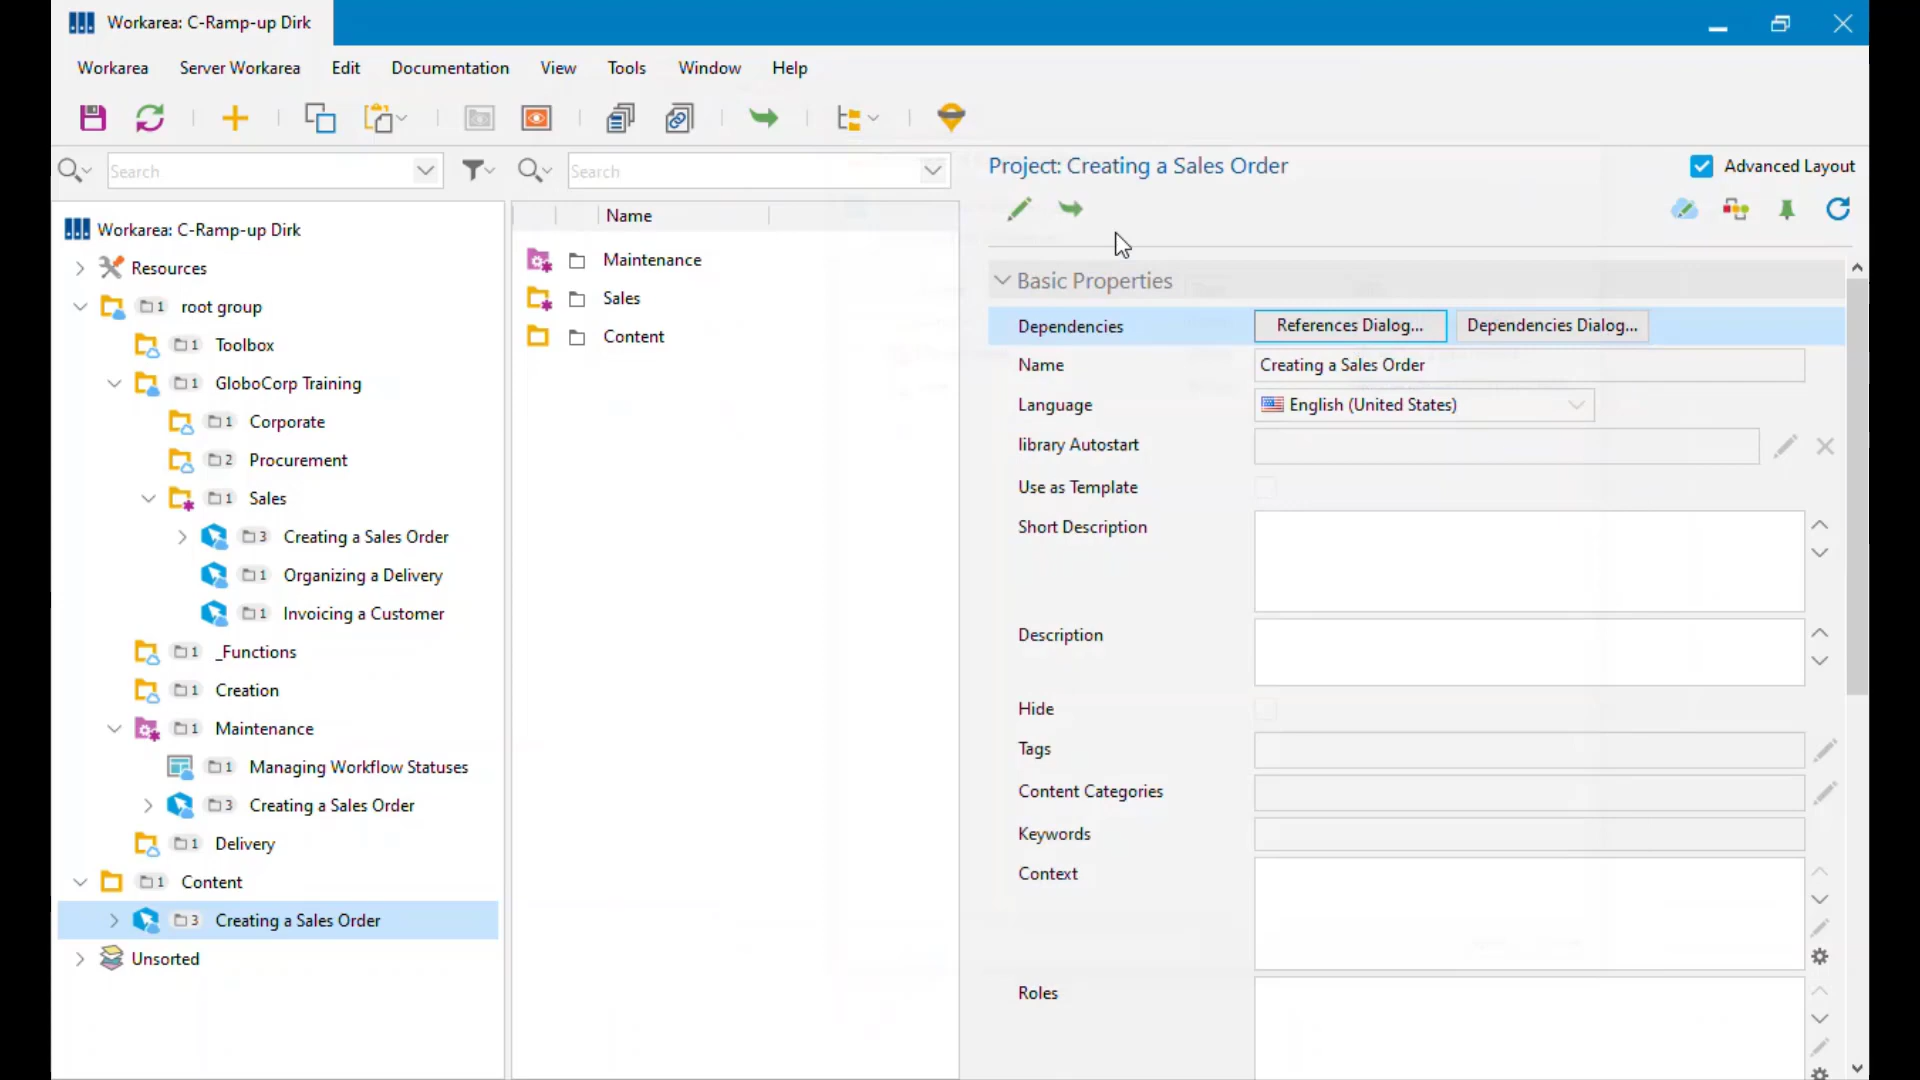 Workarea: C-Ramp-up Dirk
Workarea Server Workarea Edit Documentation View Tools Window Help
Search
Search
Workarea: C-Ramp-up Dirk
Resources
1 root group
1 Toolbox
1 GloboCorp Training
1 Corporate
2 Procurement
1 Sales
3 Creating a Sales Order
1 Organizing a Delivery
1 Invoicing a Customer
1 _Functions
1 Creation
1 Maintenance
1 Managing Workflow Statuses
3 Creating a Sales Order
1 Delivery
1 Content
3 Creating a Sales Order
Unsorted
Name
Maintenance
Sales
Content
Project: Creating a Sales Order
Advanced Layout
Basic Properties
Dependencies References Dialog... Dependencies Dialog...
Name Creating a Sales Order
Language English (United States)
library Autostart
Use as Template
Short Description
Description
Hide
Tags
Content Categories
Keywords
Context
Roles